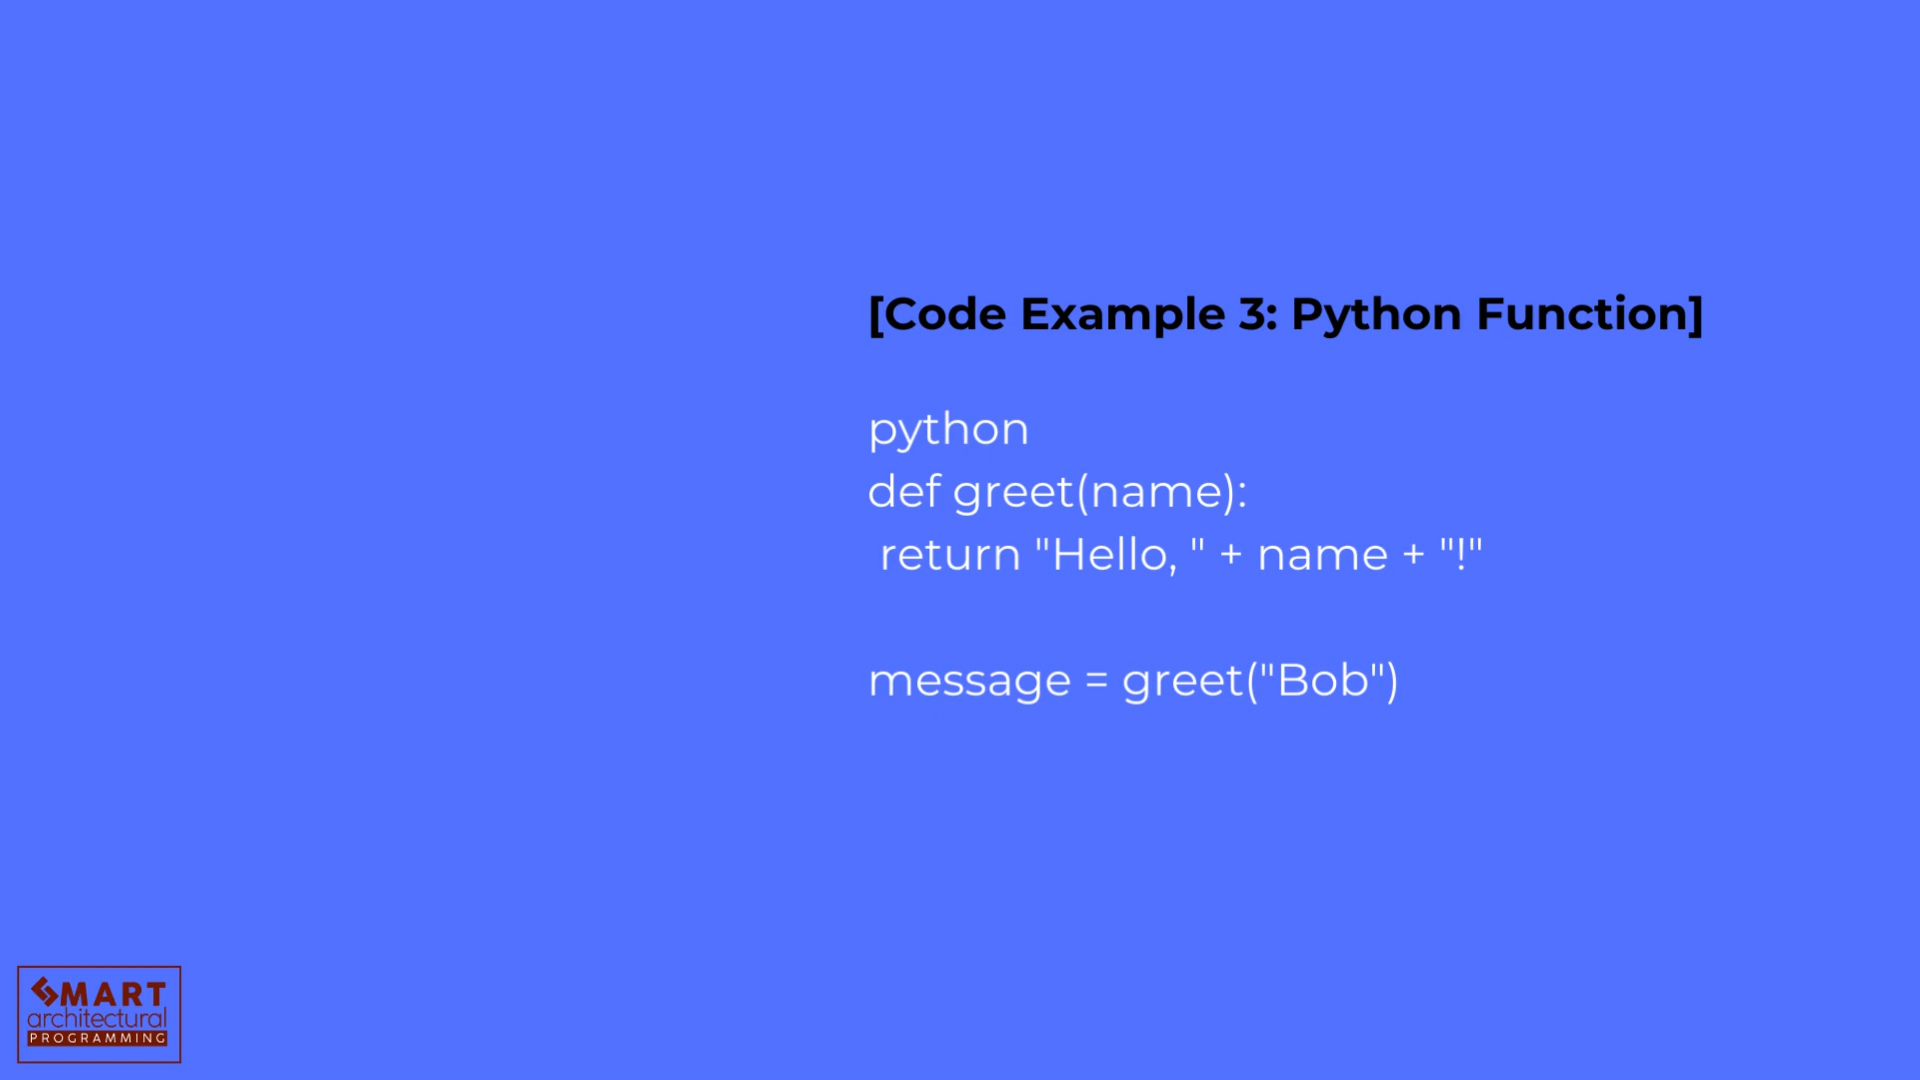 [Code Example 3: Python Function]
python
def greet(name):
 return "Hello, " + name + "!"
message = greet("Bob")
SMART
architectural
PROGRAMMING